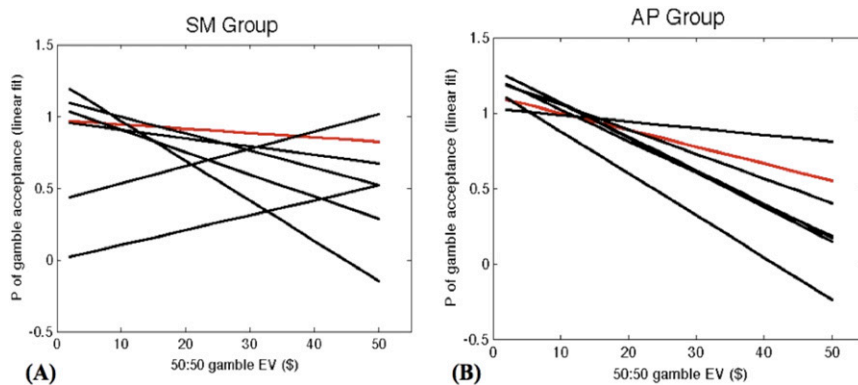 SM Group
P of gamble acceptance (linear fit)
1.5
1
0.5
0
-0.5
0 10 20 30 40 50
50:50 gamble EV ($)
(A)
AP Group
P of gamble acceptance (linear fit)
1.5
1
0.5
0
-0.5
0 10 20 30 40 50
50:50 gamble EV ($)
(B)